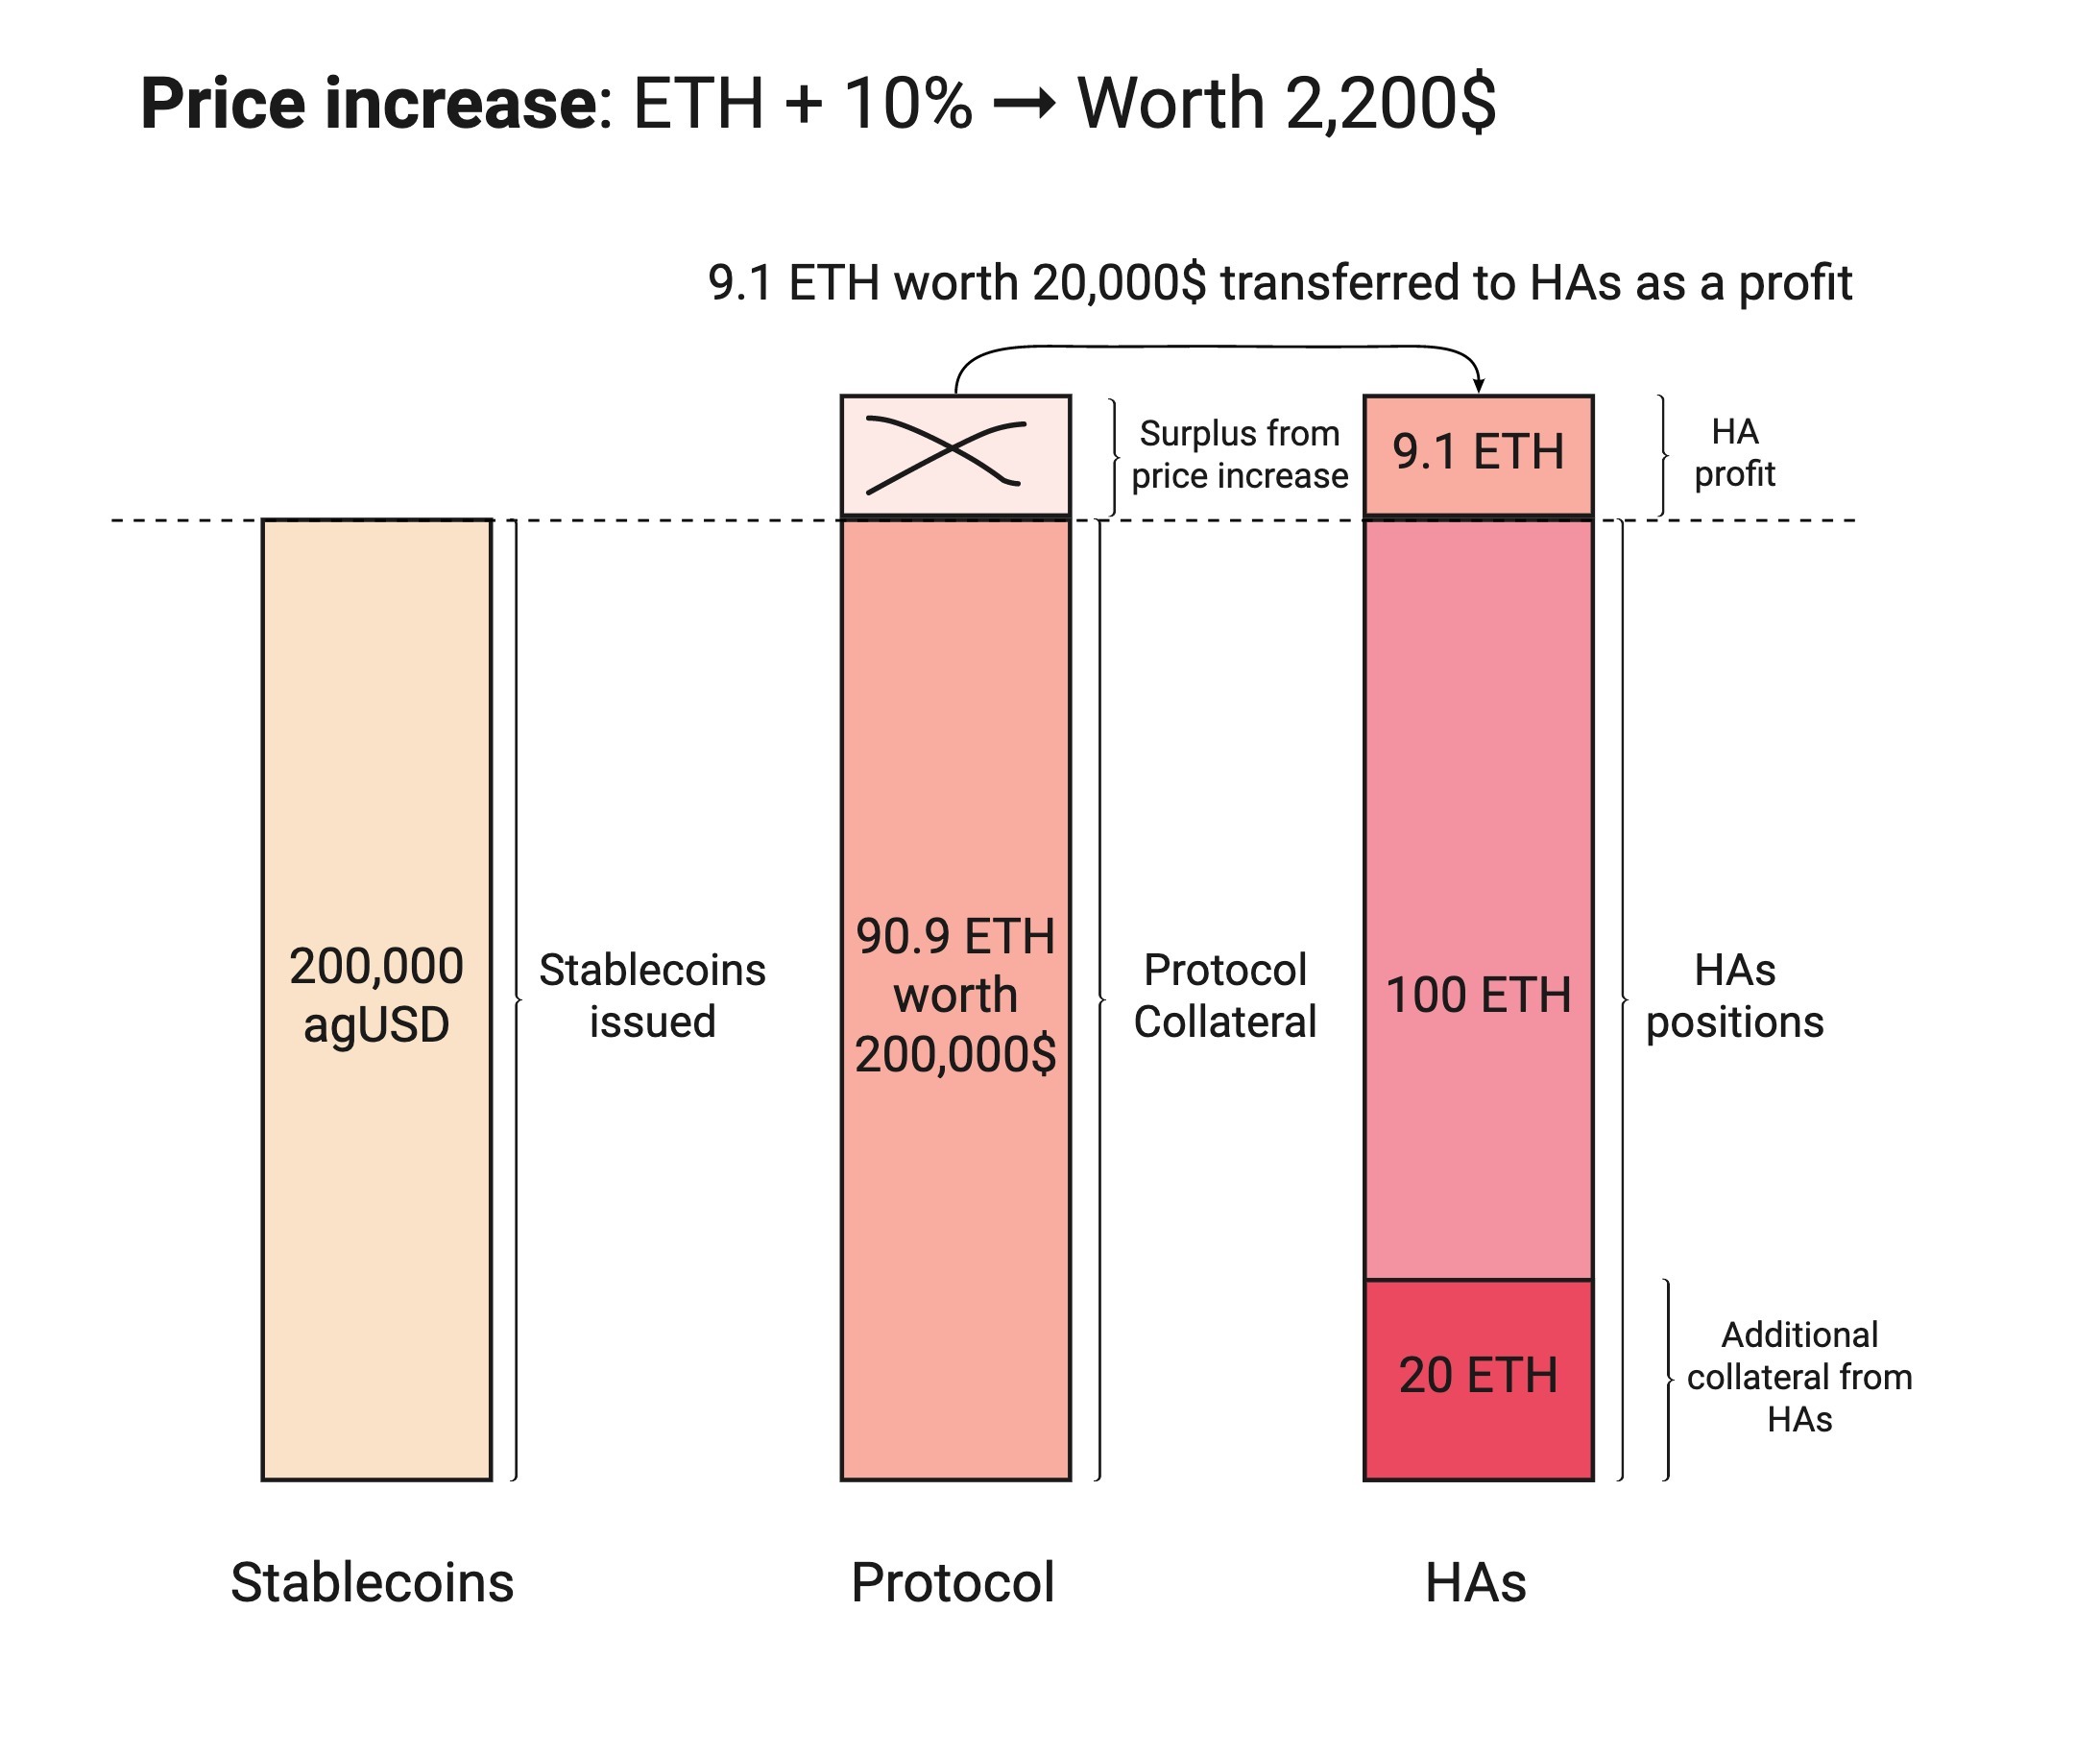 Price increase: ETH + 10% → Worth 2,200$
9.1 ETH worth 20,000$ transferred to HAs as a profit
Surplus from
price increase
9.1 ETH
HA
profit
200,000
agUSD
Stablecoins
issued
90.9 ETH
worth
200,000$
Protocol
Collateral
100 ETH
HAs
positions
20 ETH
Additional
collateral from
HAs
Stablecoins
Protocol
HAs